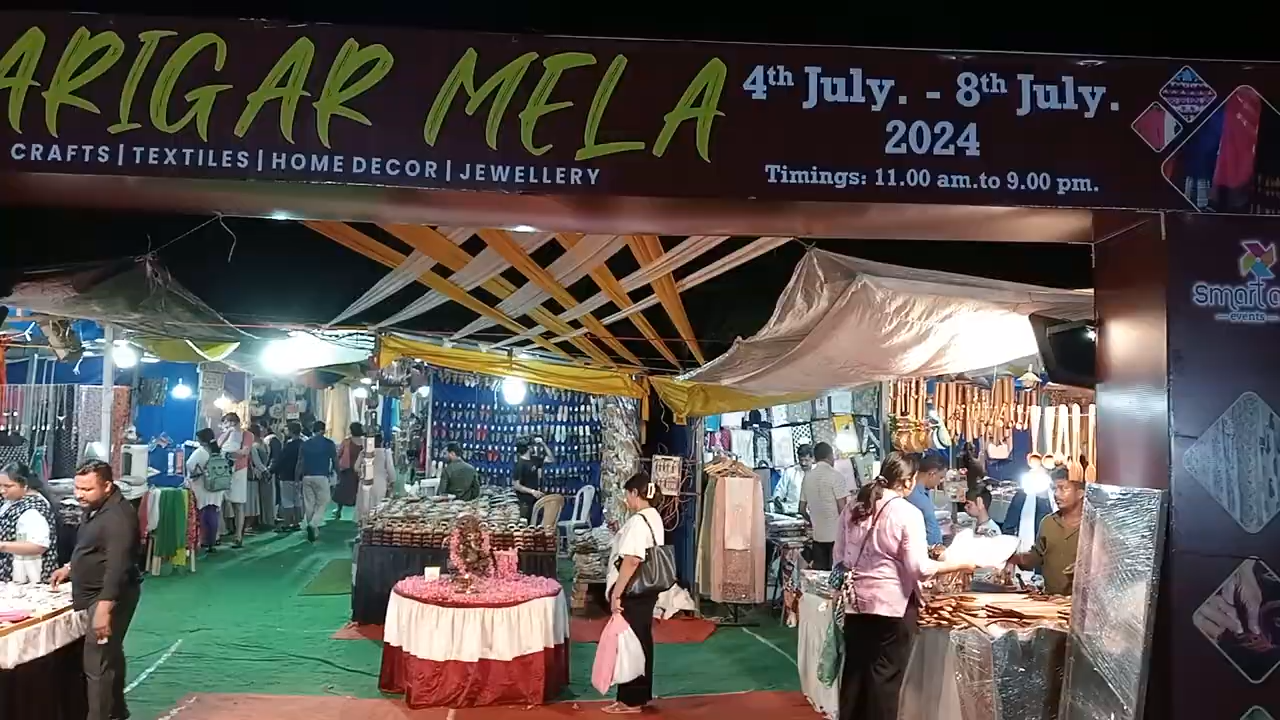 ARIGAR MELA
CRAFTS | TEXTILES | HOME DECOR | JEWELLERY
4th July. - 8th July.
2024
Timings: 11.00 am.to 9.00 pm.
smart
events